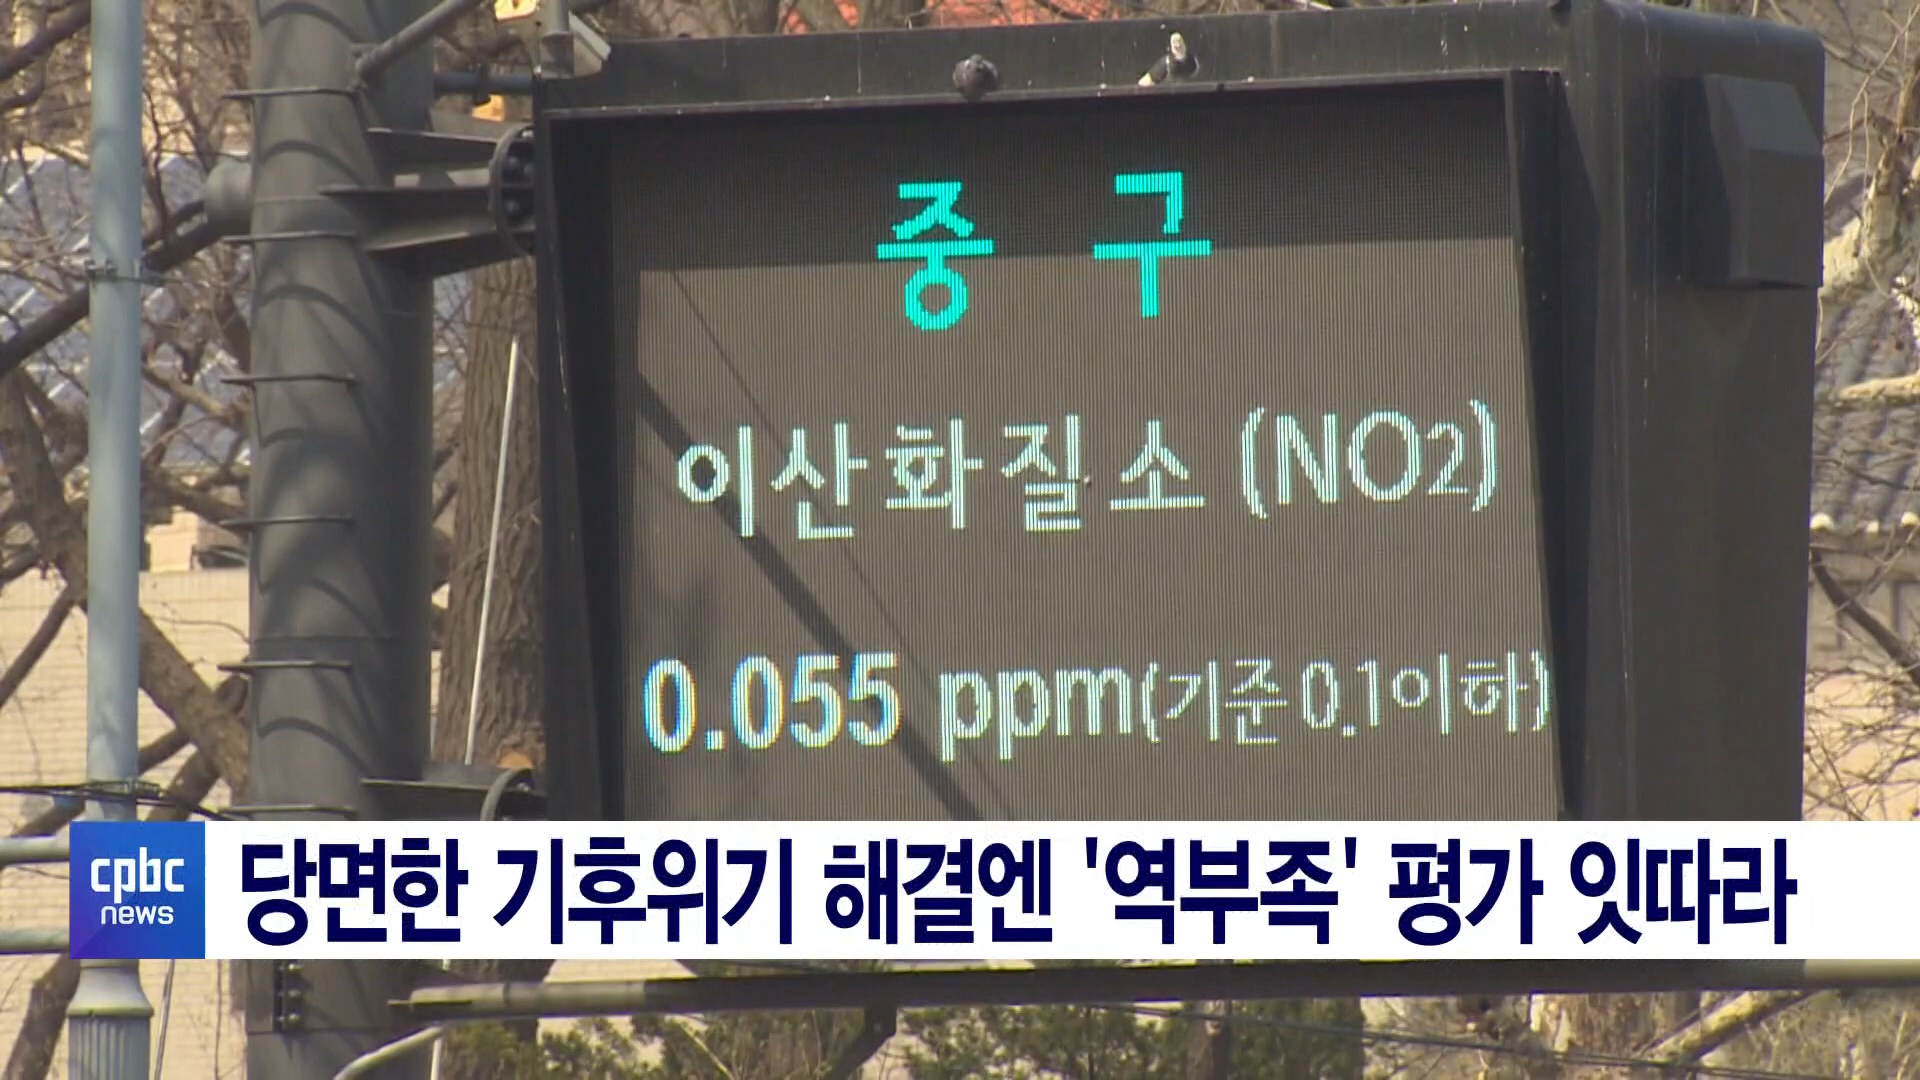 중구
이산화질소(NO2)
0.055 ppm(기준0.1이하)
cpbc
news
당면한 기후위기 해결엔 '역부족' 평가 잇따라